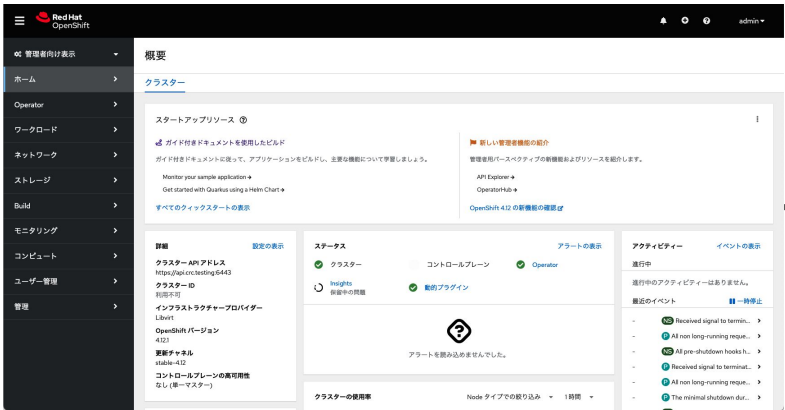 Red Hat
OpenShift
admin
管理者向け表示
ホーム
Operator
ワークロード
ネットワーク
ストレージ
Build
モニタリング
コンピュート
ユーザー管理
管理
概要
クラスター
スタートアップリソース
ガイド付きドキュメントを使用したビルド
ガイド付きドキュメントに従って、アプリケーションをビルドし、主要な機能について学習しましょう。
Monitor your sample application →
Get started with Quarkus using a Helm Chart →
すべてのクィックスタートの表示
新しい管理者機能の紹介
管理者用パースペクティブの新機能およびリソースを紹介します。
API Explorer →
OperatorHub →
OpenShift 4.12 の新機能の確認
詳細
設定の表示
クラスター API アドレス
https://api.crc.testing:6443
クラスター ID
利用不可
インフラストラクチャープロバイダー
Libvirt
OpenShift バージョン
4.12.1
更新チャネル
stable-4.12
コントロールプレーンの高可用性
なし (単一マスター)
ステータス
アラートの表示
クラスター
コントロールプレーン
Operator
Insights
保留中の問題
動的プラグイン
アラートを読み込めませんでした。
クラスターの使用率
Node タイプでの絞り込み
1 時間
アクティビティー
イベントの表示
進行中
進行中のアクティビティーはありません。
最近のイベント
一時停止
- NS Received signal to termin...
- P All non long-running reque...
- NS All pre-shutdown hooks h...
- P Received signal to terminat...
- P All non long-running reque...
- P The minimal shutdown dur...